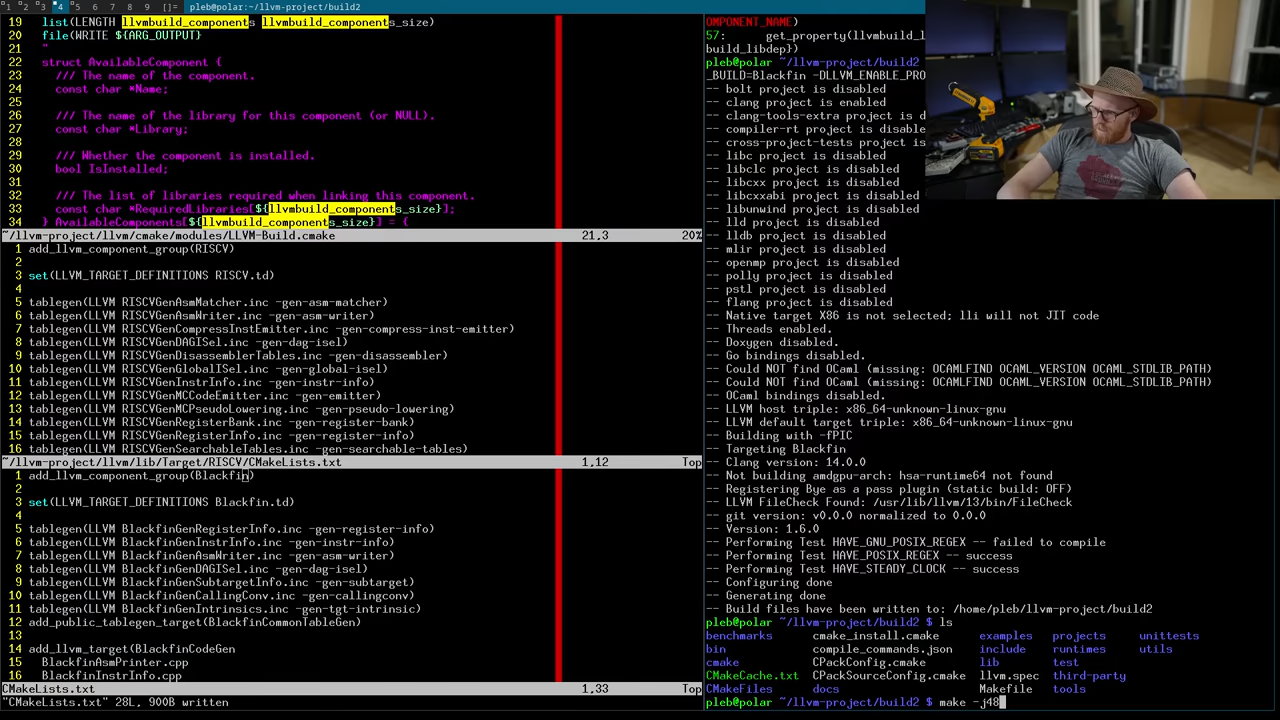 1 2 3 4 5 6 7 8 9 []= pleb@polar:~/llvm-project/build2
19 list(LENGTH llvmbuild_components llvmbuild_components_size)
20 file(WRITE ${ARG_OUTPUT}
21 "
22 struct AvailableComponent {
23 /// The name of the component.
24 const char *Name;
25
26 /// The name of the library for this component (or NULL).
27 const char *Library;
28
29 /// Whether the component is installed.
30 bool IsInstalled;
31
32 /// The list of libraries required when linking this component.
33 const char *RequiredLibraries[${llvmbuild_components_size}];
34 } AvailableComponents[${llvmbuild_components_size}] = {
~/llvm-project/llvm/cmake/modules/LLVM-Build.cmake 21,3 20%
1 add_llvm_component_group(RISCV)
2
3 set(LLVM_TARGET_DEFINITIONS RISCV.td)
4
5 tablegen(LLVM RISCVGenAsmMatcher.inc -gen-asm-matcher)
6 tablegen(LLVM RISCVGenAsmWriter.inc -gen-asm-writer)
7 tablegen(LLVM RISCVGenCompressInstEmitter.inc -gen-compress-inst-emitter)
8 tablegen(LLVM RISCVGenDAGISel.inc -gen-dag-isel)
9 tablegen(LLVM RISCVGenDisassemblerTables.inc -gen-disassembler)
10 tablegen(LLVM RISCVGenGlobalISel.inc -gen-global-isel)
11 tablegen(LLVM RISCVGenInstrInfo.inc -gen-instr-info)
12 tablegen(LLVM RISCVGenMCCodeEmitter.inc -gen-emitter)
13 tablegen(LLVM RISCVGenMCPseudoLowering.inc -gen-pseudo-lowering)
14 tablegen(LLVM RISCVGenRegisterBank.inc -gen-register-bank)
15 tablegen(LLVM RISCVGenRegisterInfo.inc -gen-register-info)
16 tablegen(LLVM RISCVGenSearchableTables.inc -gen-searchable-tables)
~/llvm-project/llvm/lib/Target/RISCV/CMakeLists.txt 1,12 Top
1 add_llvm_component_group(Blackfin)
2
3 set(LLVM_TARGET_DEFINITIONS Blackfin.td)
4
5 tablegen(LLVM BlackfinGenRegisterInfo.inc -gen-register-info)
6 tablegen(LLVM BlackfinGenInstrInfo.inc -gen-instr-info)
7 tablegen(LLVM BlackfinGenAsmWriter.inc -gen-asm-writer)
8 tablegen(LLVM BlackfinGenDAGISel.inc -gen-dag-isel)
9 tablegen(LLVM BlackfinGenSubtargetInfo.inc -gen-subtarget)
10 tablegen(LLVM BlackfinGenCallingConv.inc -gen-callingconv)
11 tablegen(LLVM BlackfinGenIntrinsics.inc -gen-tgt-intrinsic)
12 add_public_tablegen_target(BlackfinCommonTableGen)
13
14 add_llvm_target(BlackfinCodeGen
15 BlackfinAsmPrinter.cpp
16 BlackfinInstrInfo.cpp
CMakeLists.txt 1,33 Top
"CMakeLists.txt" 28L, 900B written
OMPONENT_NAME)
57: get_property(llvmbuild_l
build_libdep})
pleb@polar ~/llvm-project/build2
_BUILD=Blackfin -DLLVM_ENABLE_PRO
-- bolt project is disabled
-- clang project is enabled
-- clang-tools-extra project is d
-- compiler-rt project is disable
-- cross-project-tests project is
-- libc project is disabled
-- libclc project is disabled
-- libcxx project is disabled
-- libcxxabi project is disabled
-- libunwind project is disabled
-- lld project is disabled
-- lldb project is disabled
-- mlir project is disabled
-- openmp project is disabled
-- polly project is disabled
-- pstl project is disabled
-- flang project is disabled
-- Native target X86 is not selected; lli will not JIT code
-- Threads enabled.
-- Doxygen disabled.
-- Go bindings disabled.
-- Could NOT find OCaml (missing: OCAMLFIND OCAML_VERSION OCAML_STDLIB_PATH)
-- Could NOT find OCaml (missing: OCAMLFIND OCAML_VERSION OCAML_STDLIB_PATH)
-- OCaml bindings disabled.
-- LLVM host triple: x86_64-unknown-linux-gnu
-- LLVM default target triple: x86_64-unknown-linux-gnu
-- Building with -fPIC
-- Targeting Blackfin
-- Clang version: 14.0.0
-- Not building amdgpu-arch: hsa-runtime64 not found
-- Registering Bye as a pass plugin (static build: OFF)
-- LLVM FileCheck Found: /usr/lib/llvm/13/bin/FileCheck
-- git version: v0.0.0 normalized to 0.0.0
-- Version: 1.6.0
-- Performing Test HAVE_GNU_POSIX_REGEX -- failed to compile
-- Performing Test HAVE_POSIX_REGEX -- success
-- Performing Test HAVE_STEADY_CLOCK -- success
-- Configuring done
-- Generating done
-- Build files have been written to: /home/pleb/llvm-project/build2
pleb@polar ~/llvm-project/build2 $ ls
benchmarks cmake_install.cmake examples projects unittests
bin compile_commands.json include runtimes utils
cmake CPackConfig.cmake lib test
CMakeCache.txt CPackSourceConfig.cmake llvm.spec third-party
CMakeFiles docs Makefile tools
pleb@polar ~/llvm-project/build2 $ make -j48